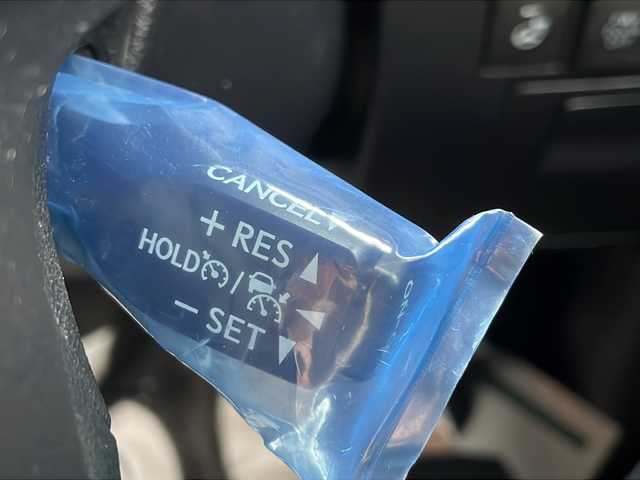 CANCEL
+ RES
HOLD /
− SET